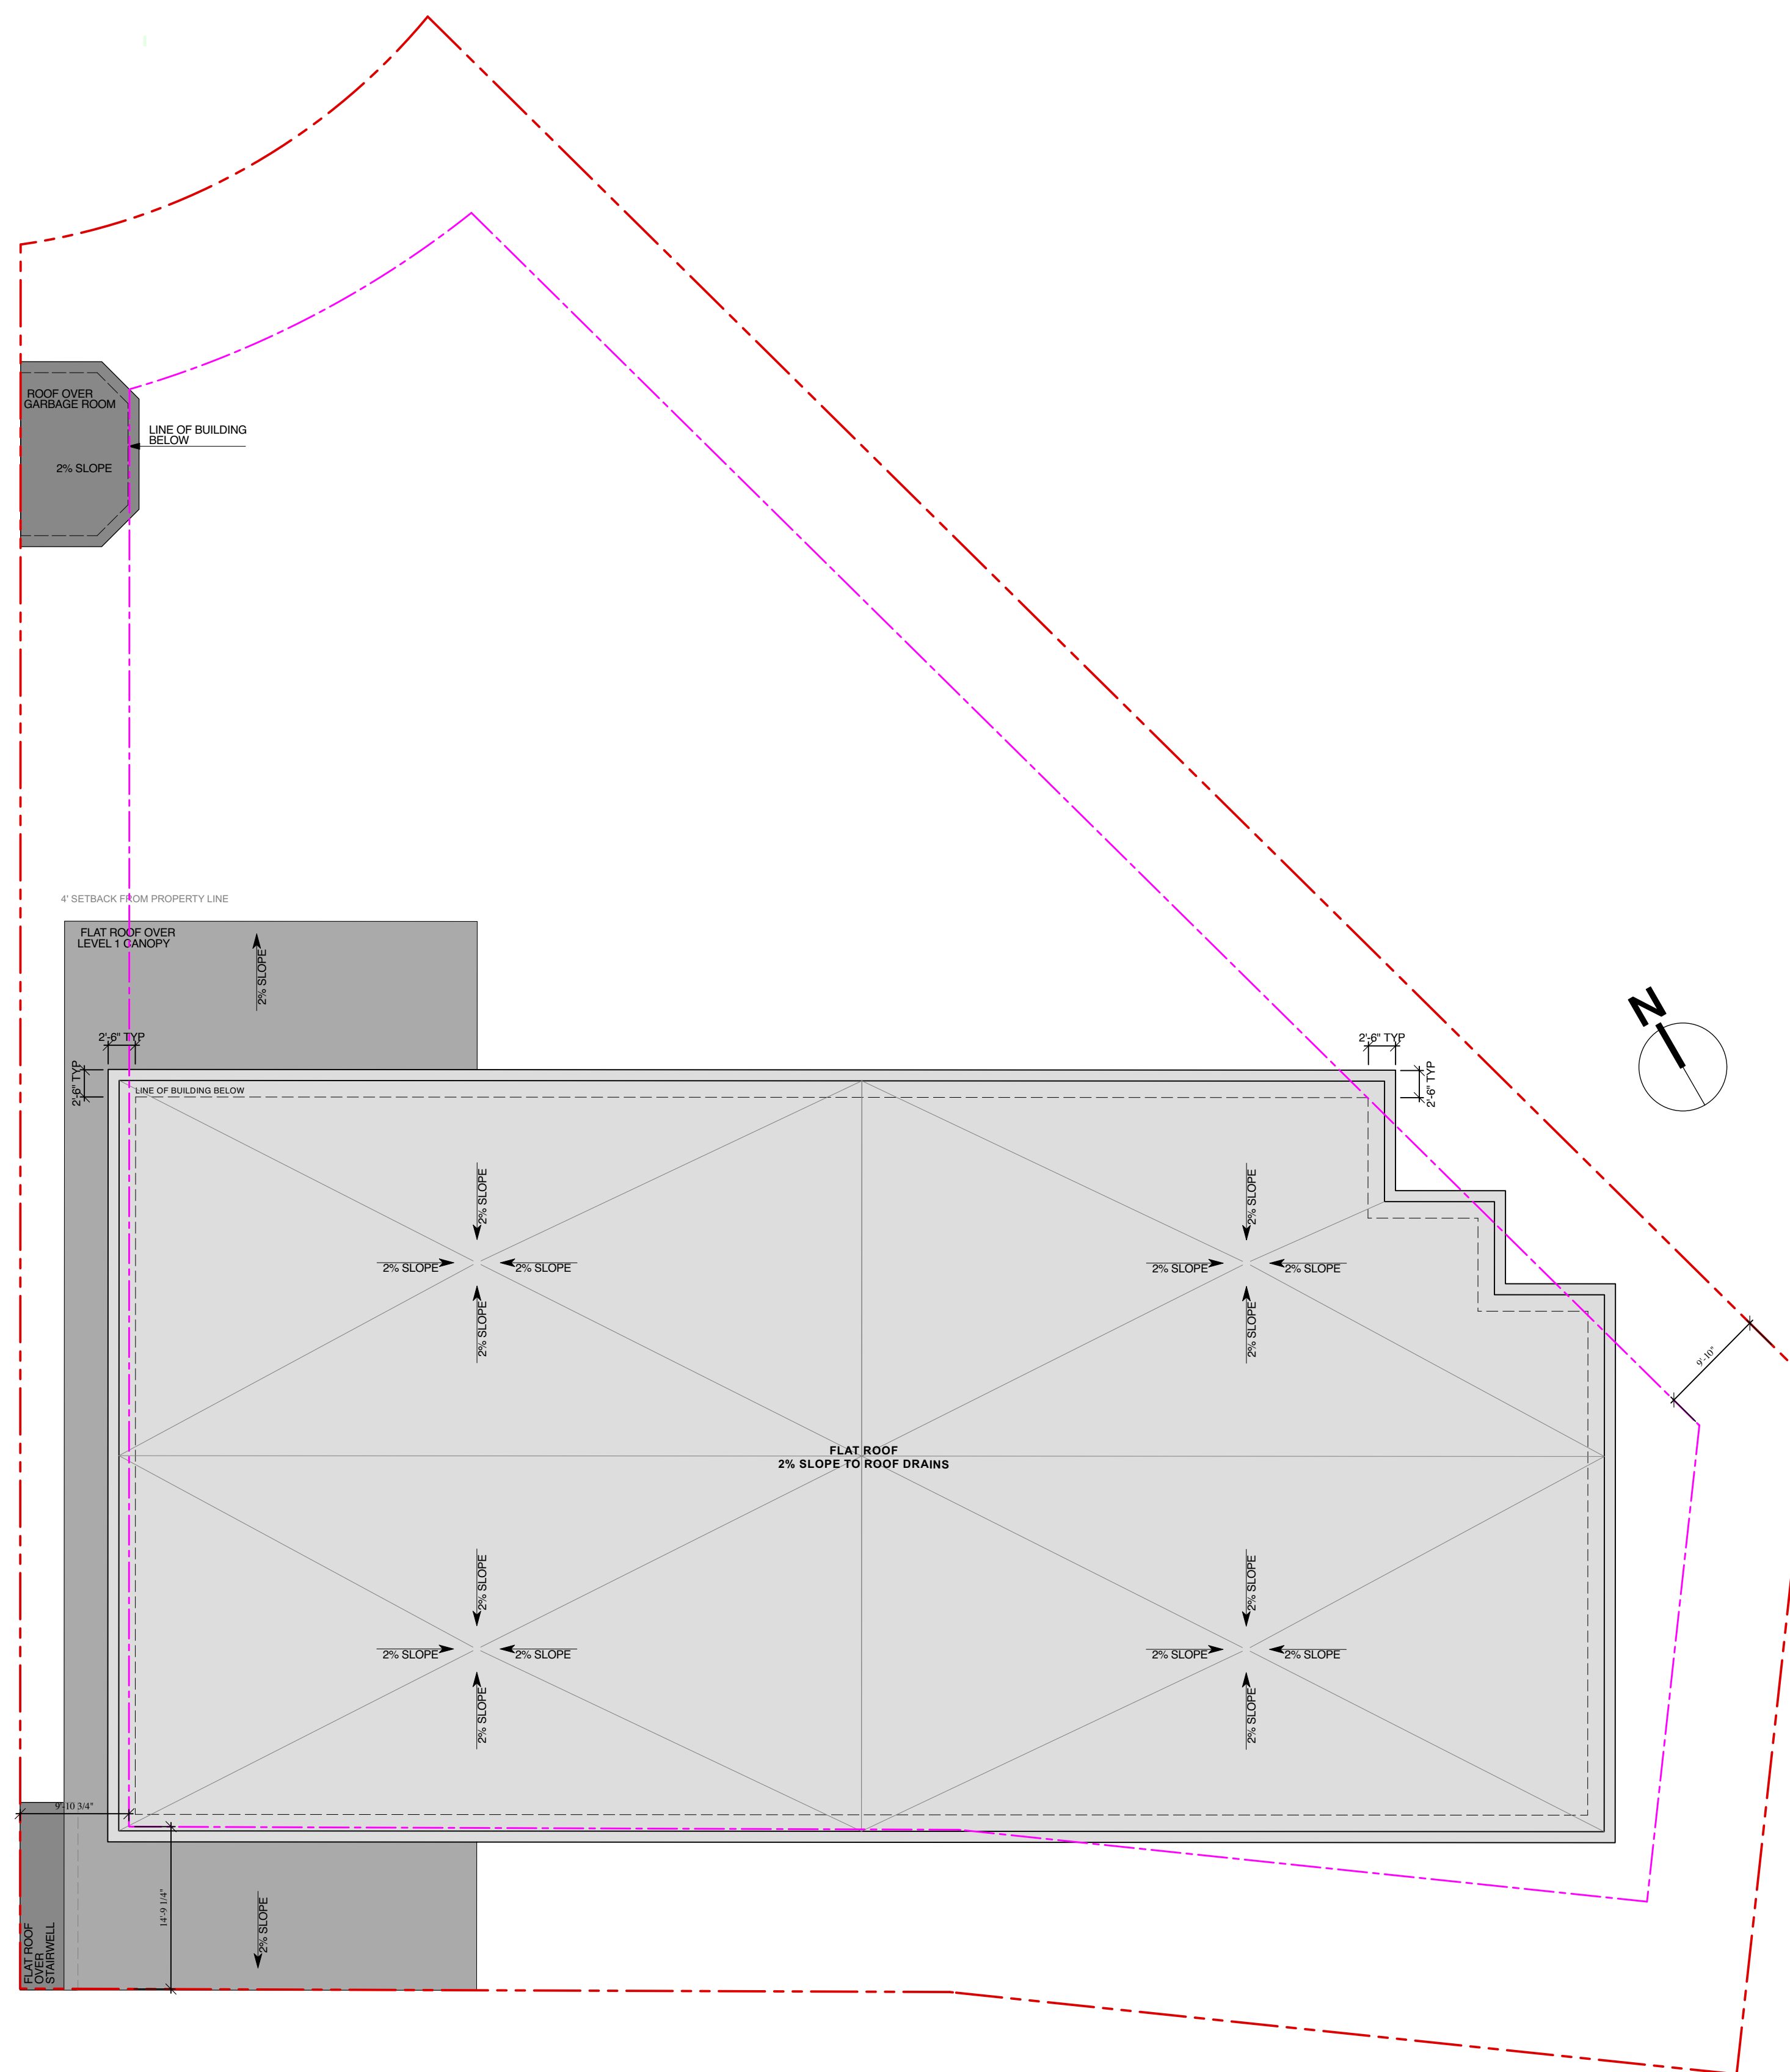 ROOF OVER
GARBAGE ROOM
LINE OF BUILDING
BELOW
2% SLOPE
4' SETBACK FROM PROPERTY LINE
FLAT ROOF OVER
LEVEL 1 CANOPY
2% SLOPE
N
2'-6" TYP
2'-6" TYP
2'-6" TYP
2'-6" TYP
LINE OF BUILDING BELOW
2% SLOPE
2% SLOPE
2% SLOPE
2% SLOPE
2% SLOPE
2% SLOPE
2% SLOPE
2% SLOPE
9'-10"
FLAT ROOF
2% SLOPE TO ROOF DRAINS
2% SLOPE
2% SLOPE
2% SLOPE
2% SLOPE
2% SLOPE
2% SLOPE
2% SLOPE
2% SLOPE
9'-10 3/4"
14'-9 1/4"
FLAT ROOF
OVER
STAIRWELL
2% SLOPE